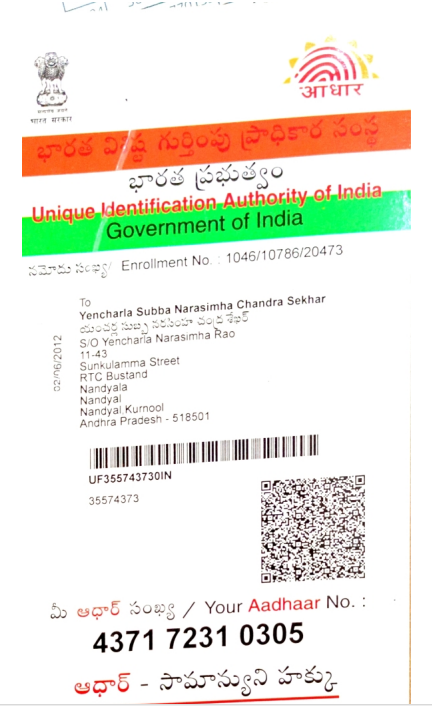 सत्यमेव जयते
भारत सरकार
आधार
భారత విశిష్ట గుర్తింపు ప్రాధికార సంస్థ
భారత ప్రభుత్వం
Unique Identification Authority of India
Government of India
నమోదు సంఖ్య/ Enrollment No. : 1046/10786/20473
To
Yencharla Subba Narasimha Chandra Sekhar
యంచర్ల సుబ్బ నరసింహ చంద్ర శేఖర్
S/O Yencharla Narasimha Rao
11-43
Sunkulamma Street
RTC Bustand
Nandyala
Nandyal
Nandyal,Kurnool
Andhra Pradesh - 518501
02/06/2012
UF355743730IN
35574373
మీ ఆధార్ సంఖ్య / Your Aadhaar No. :
4371 7231 0305
ఆధార్ - సామాన్యుని హక్కు